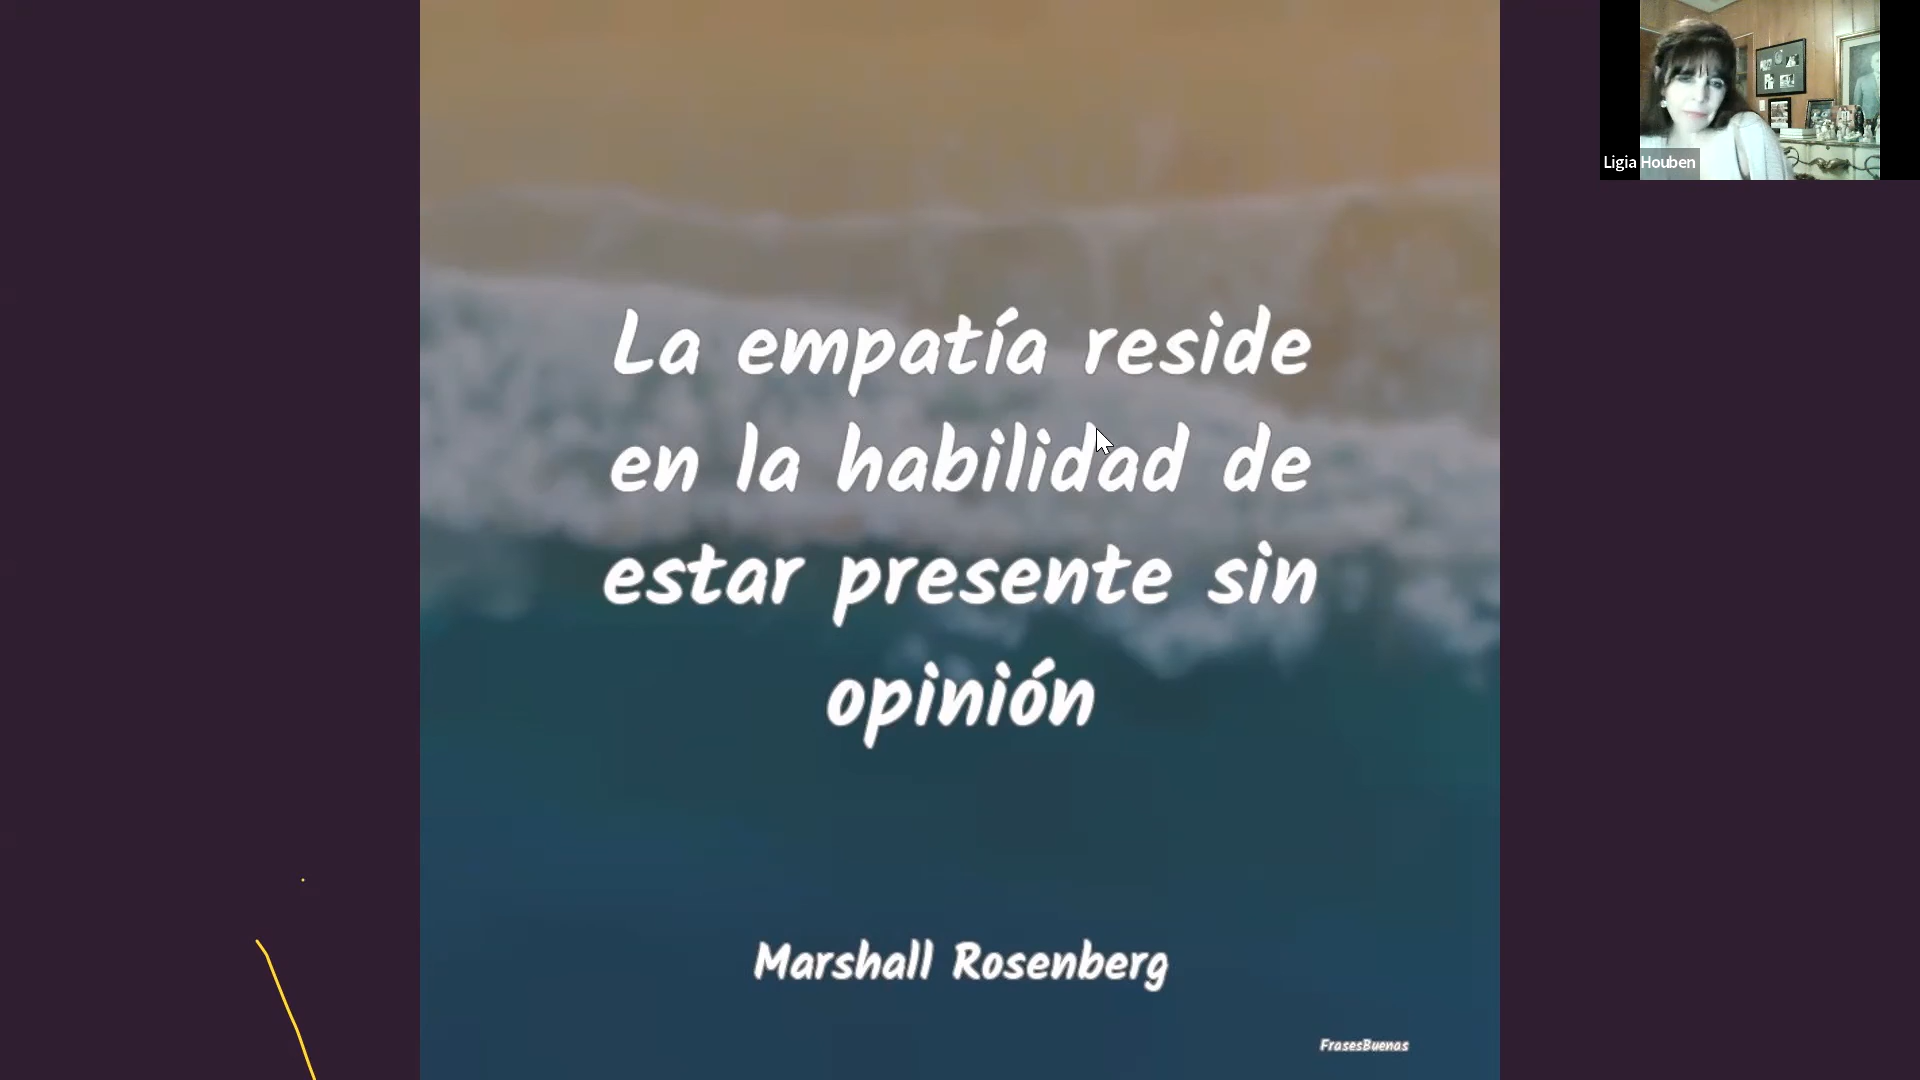 La empatía reside
en la habilidad de
estar presente sin
opinión
Marshall Rosenberg
FrasesBuenas
Ligia Houben